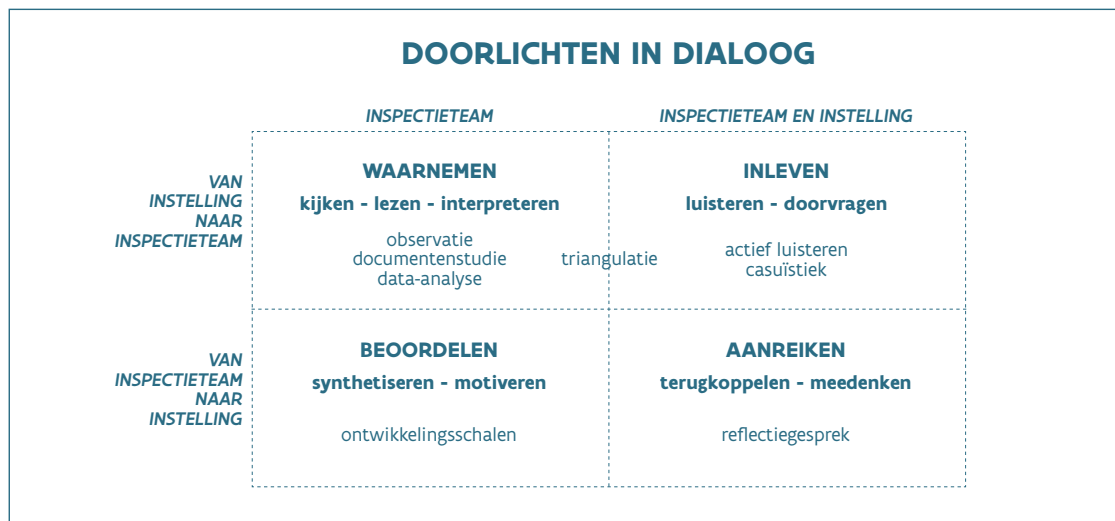 DOORLICHTEN IN DIALOOG
INSPECTIETEAM
INSPECTIETEAM EN INSTELLING
VAN
INSTELLING
NAAR
INSPECTIETEAM
WAARNEMEN
kijken - lezen - interpreteren
observatie
documentenstudie
data-analyse
triangulatie
INLEVEN
luisteren - doorvragen
actief luisteren
casuïstiek
VAN
INSPECTIETEAM
NAAR
INSTELLING
BEOORDELEN
synthetiseren - motiveren
ontwikkelingsschalen
AANREIKEN
terugkoppelen - meedenken
reflectiegesprek